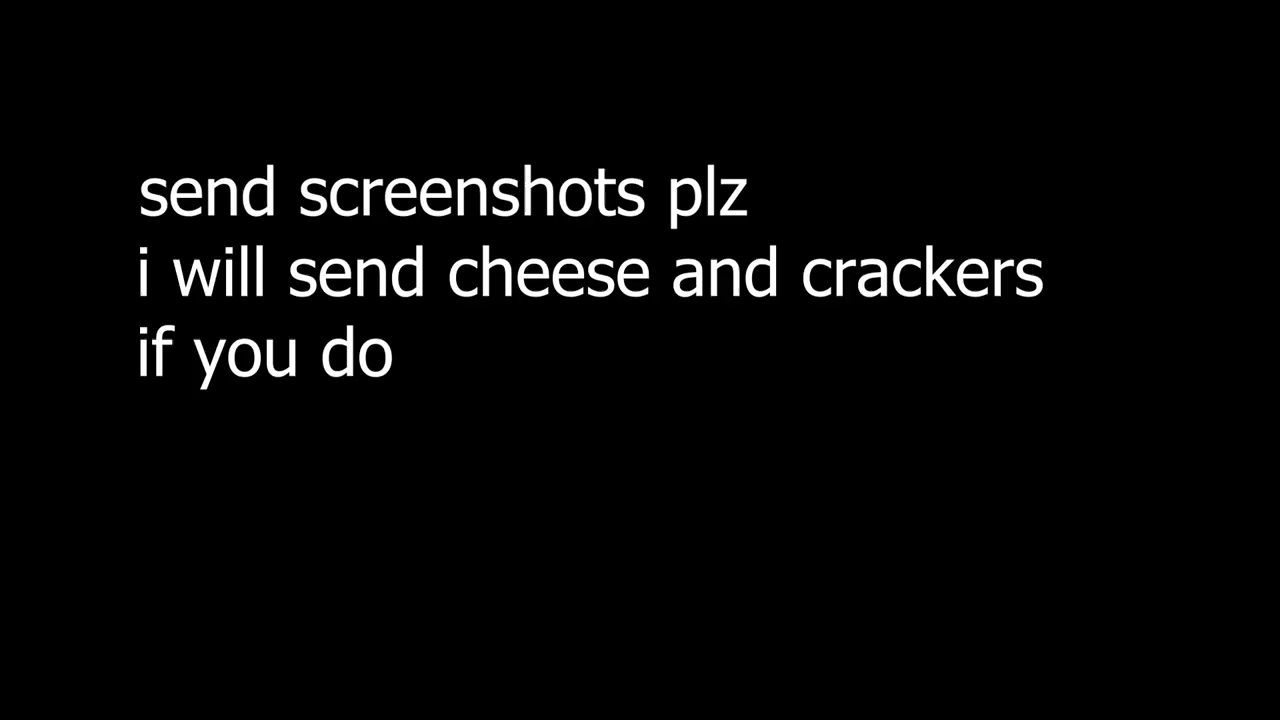 send screenshots plz
i will send cheese and crackers
if you do